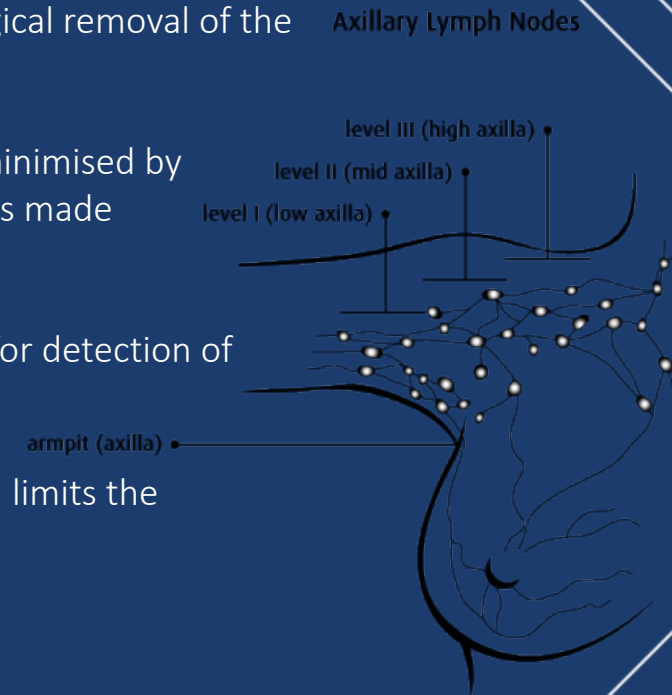 gical removal of the
Axillary Lymph Nodes
level III (high axilla)
inimised by
level II (mid axilla)
s made
level I (low axilla)
or detection of
armpit (axilla)
limits the